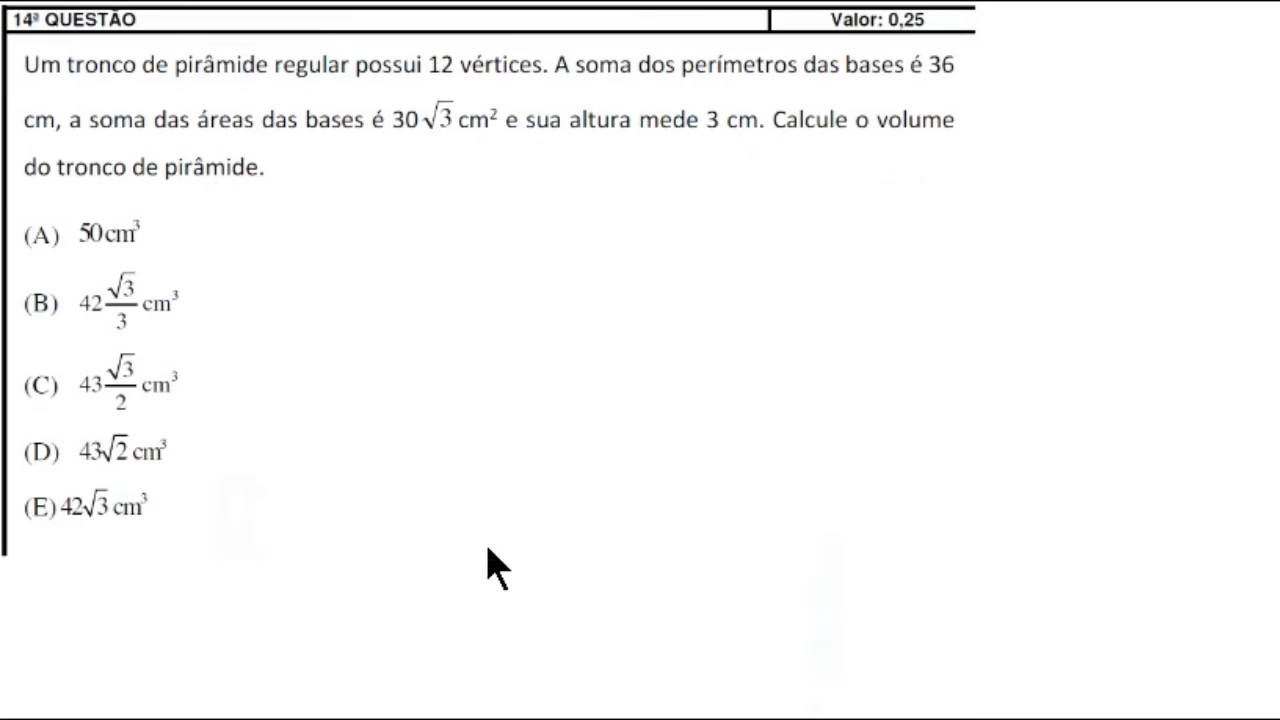 14ª QUESTÃO Valor: 0,25
Um tronco de pirâmide regular possui 12 vértices. A soma dos perímetros das bases é 36
cm, a soma das áreas das bases é 30√3 cm² e sua altura mede 3 cm. Calcule o volume
do tronco de pirâmide.
(A) 50cm³
(B) 42 √3/3 cm³
(C) 43 √3/2 cm³
(D) 43√2 cm³
(E) 42√3 cm³